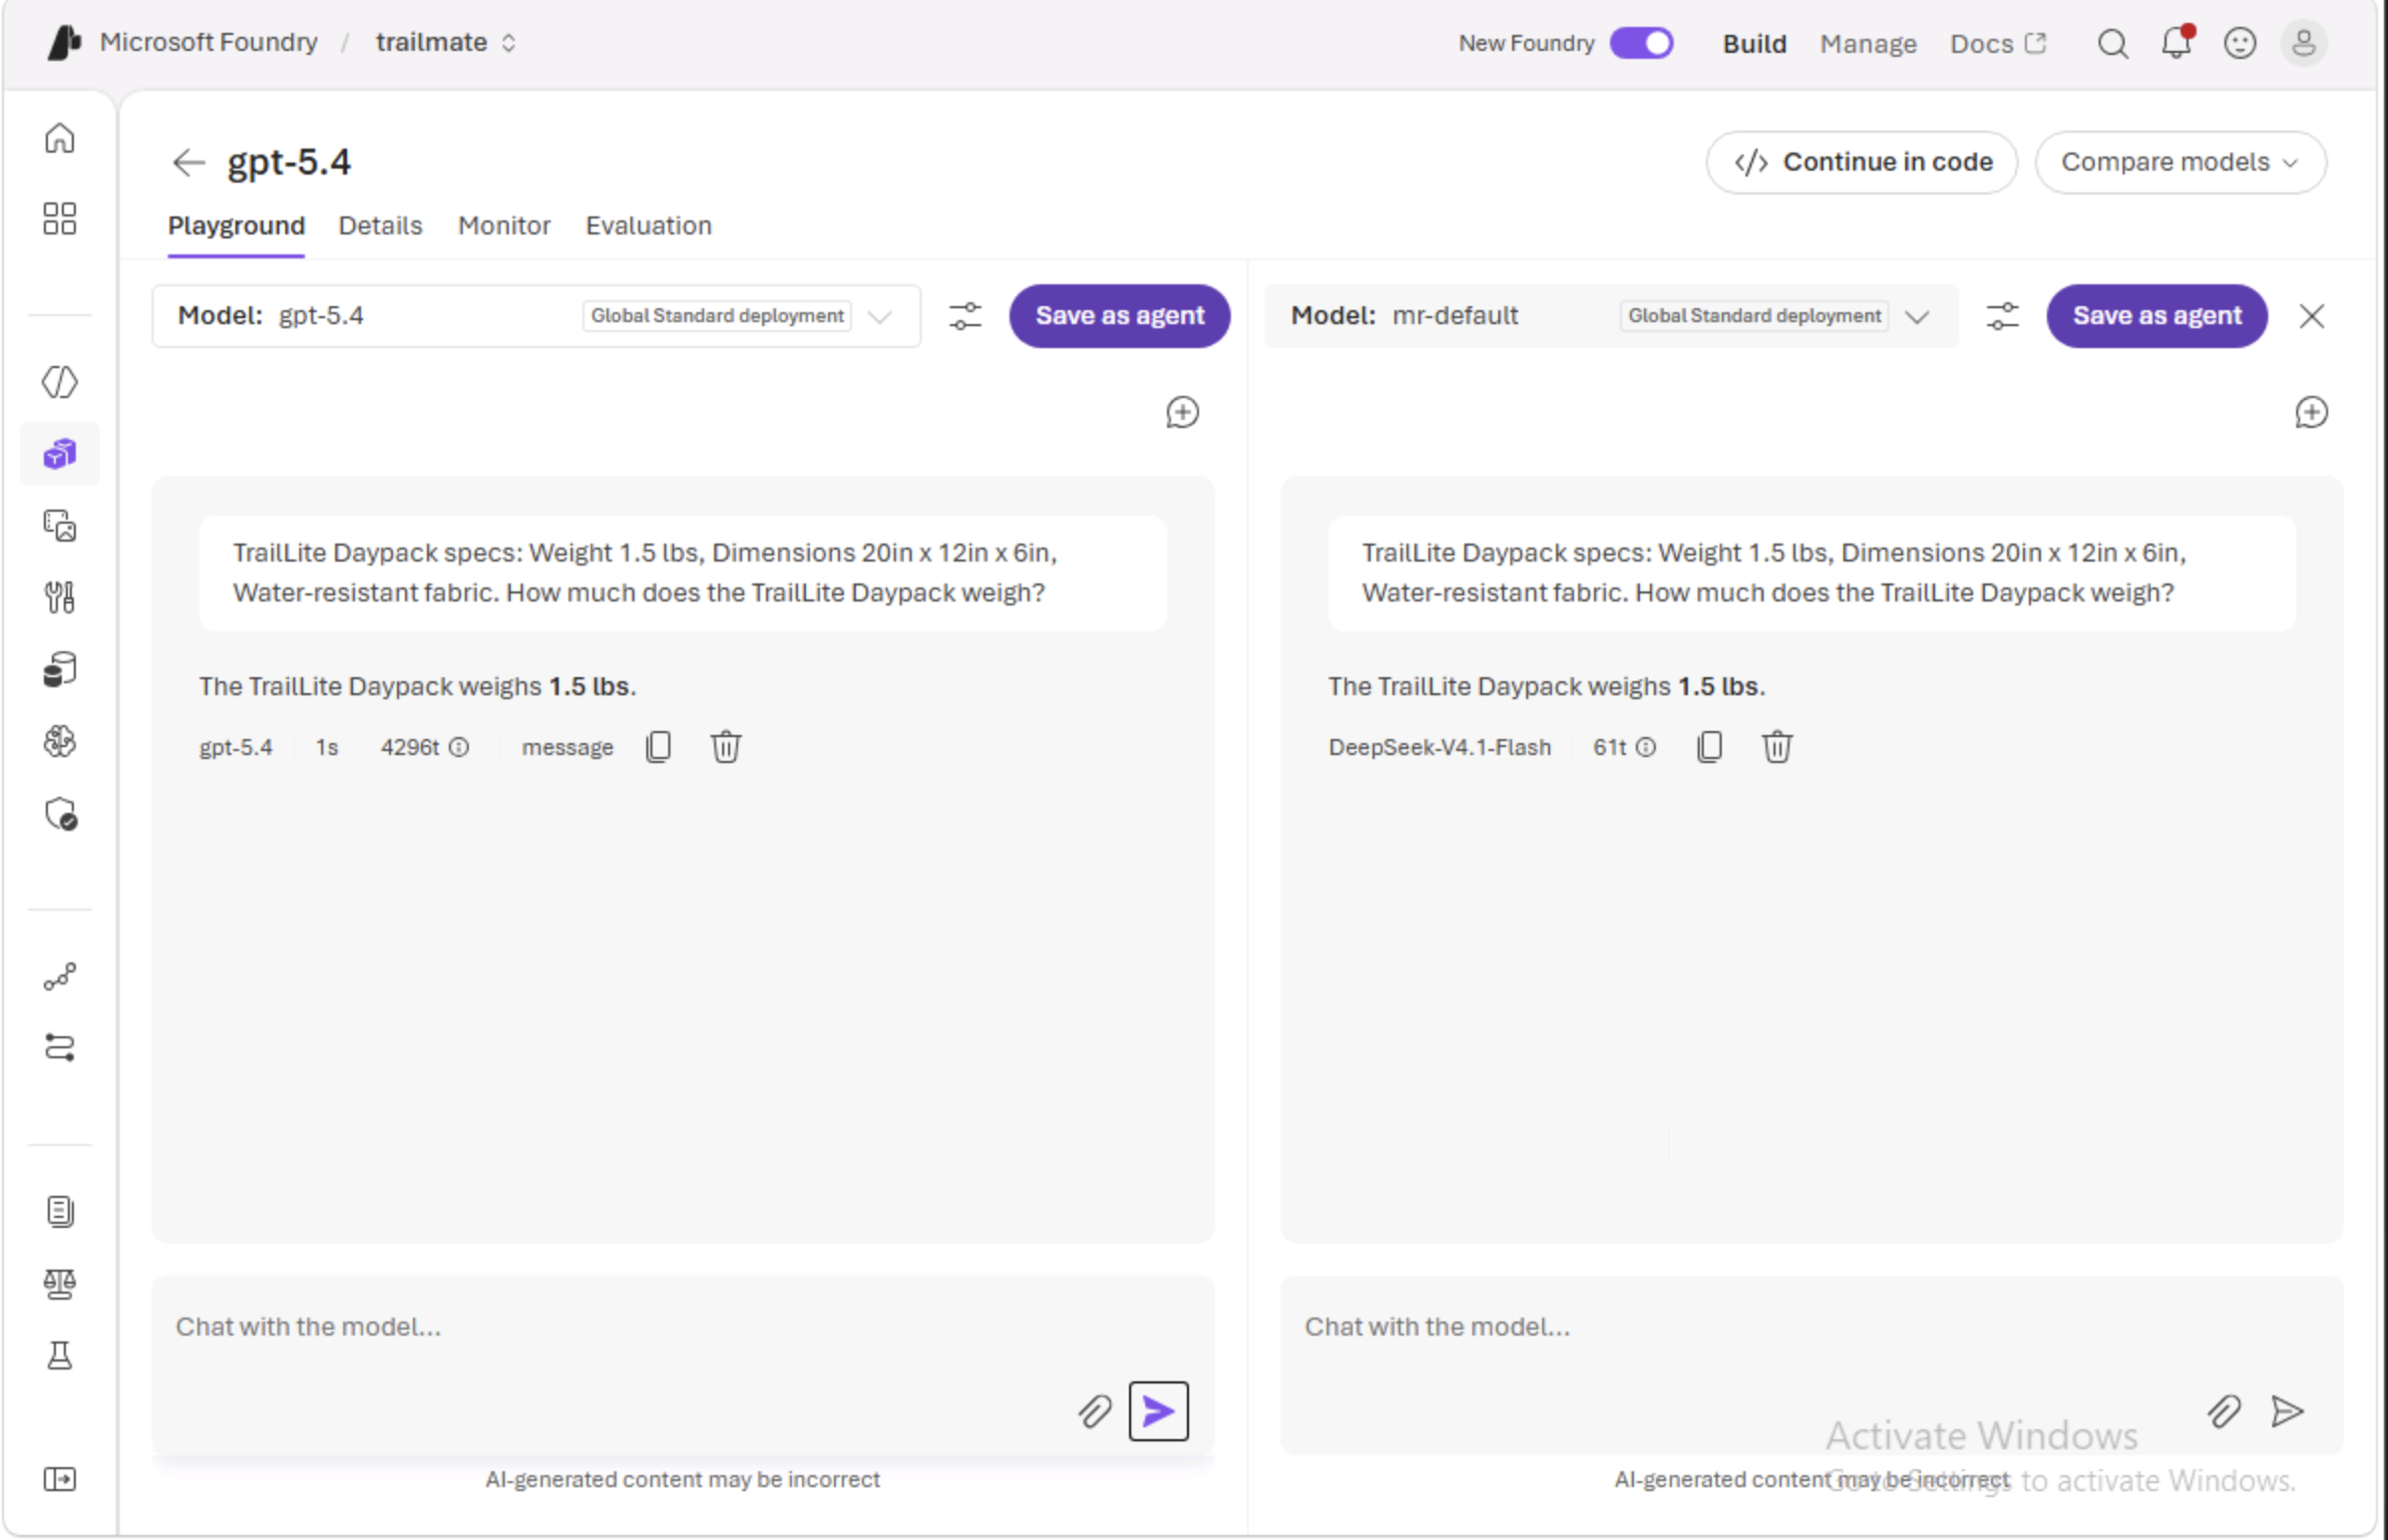 Microsoft Foundry / trailmate
New Foundry Build Manage Docs
gpt-5.4
Continue in code
Compare models
Playground Details Monitor Evaluation
Model: gpt-5.4 Global Standard deployment
Save as agent
Model: mr-default Global Standard deployment
Save as agent
TrailLite Daypack specs: Weight 1.5 lbs, Dimensions 20in x 12in x 6in,
Water-resistant fabric. How much does the TrailLite Daypack weigh?
The TrailLite Daypack weighs 1.5 lbs.
gpt-5.4 1s 4296t message
Chat with the model...
AI-generated content may be incorrect
TrailLite Daypack specs: Weight 1.5 lbs, Dimensions 20in x 12in x 6in,
Water-resistant fabric. How much does the TrailLite Daypack weigh?
The TrailLite Daypack weighs 1.5 lbs.
DeepSeek-V4.1-Flash 61t
Chat with the model...
AI-generated content may be incorrect
Activate Windows
Go to Settings to activate Windows.